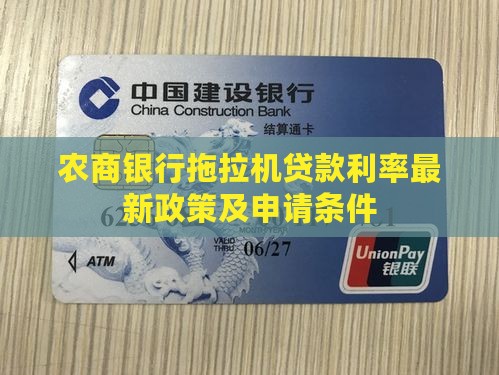 中国建设银行
China Construction Bank
结算通卡
农商银行拖拉机贷款利率最
新政策及申请条件
VALID
THRU
06/27
ATM
UnionPay
银联